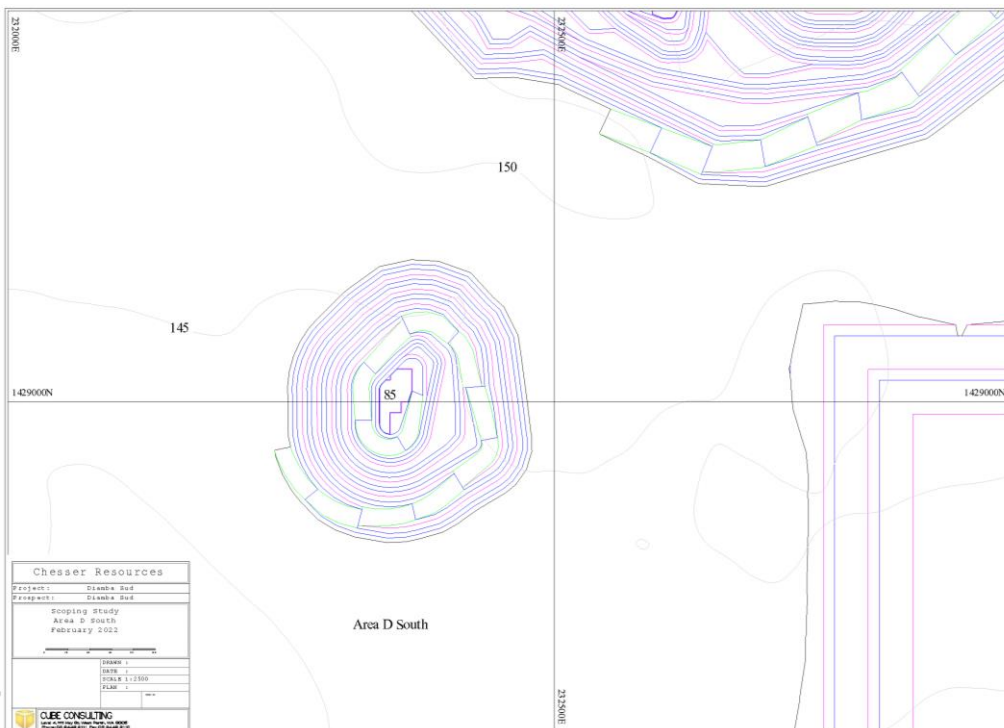 232000E
232500E
150
145
1429000N
85
1429000N
Area D South
232500E
Chesser Resources
Project: Diamba Sud
Prospect: Diamba Sud
Scoping Study
Area D South
February 2022
DRAWN :
DATE :
SCALE 1:2500
PLAN :
CUBE CONSULTING